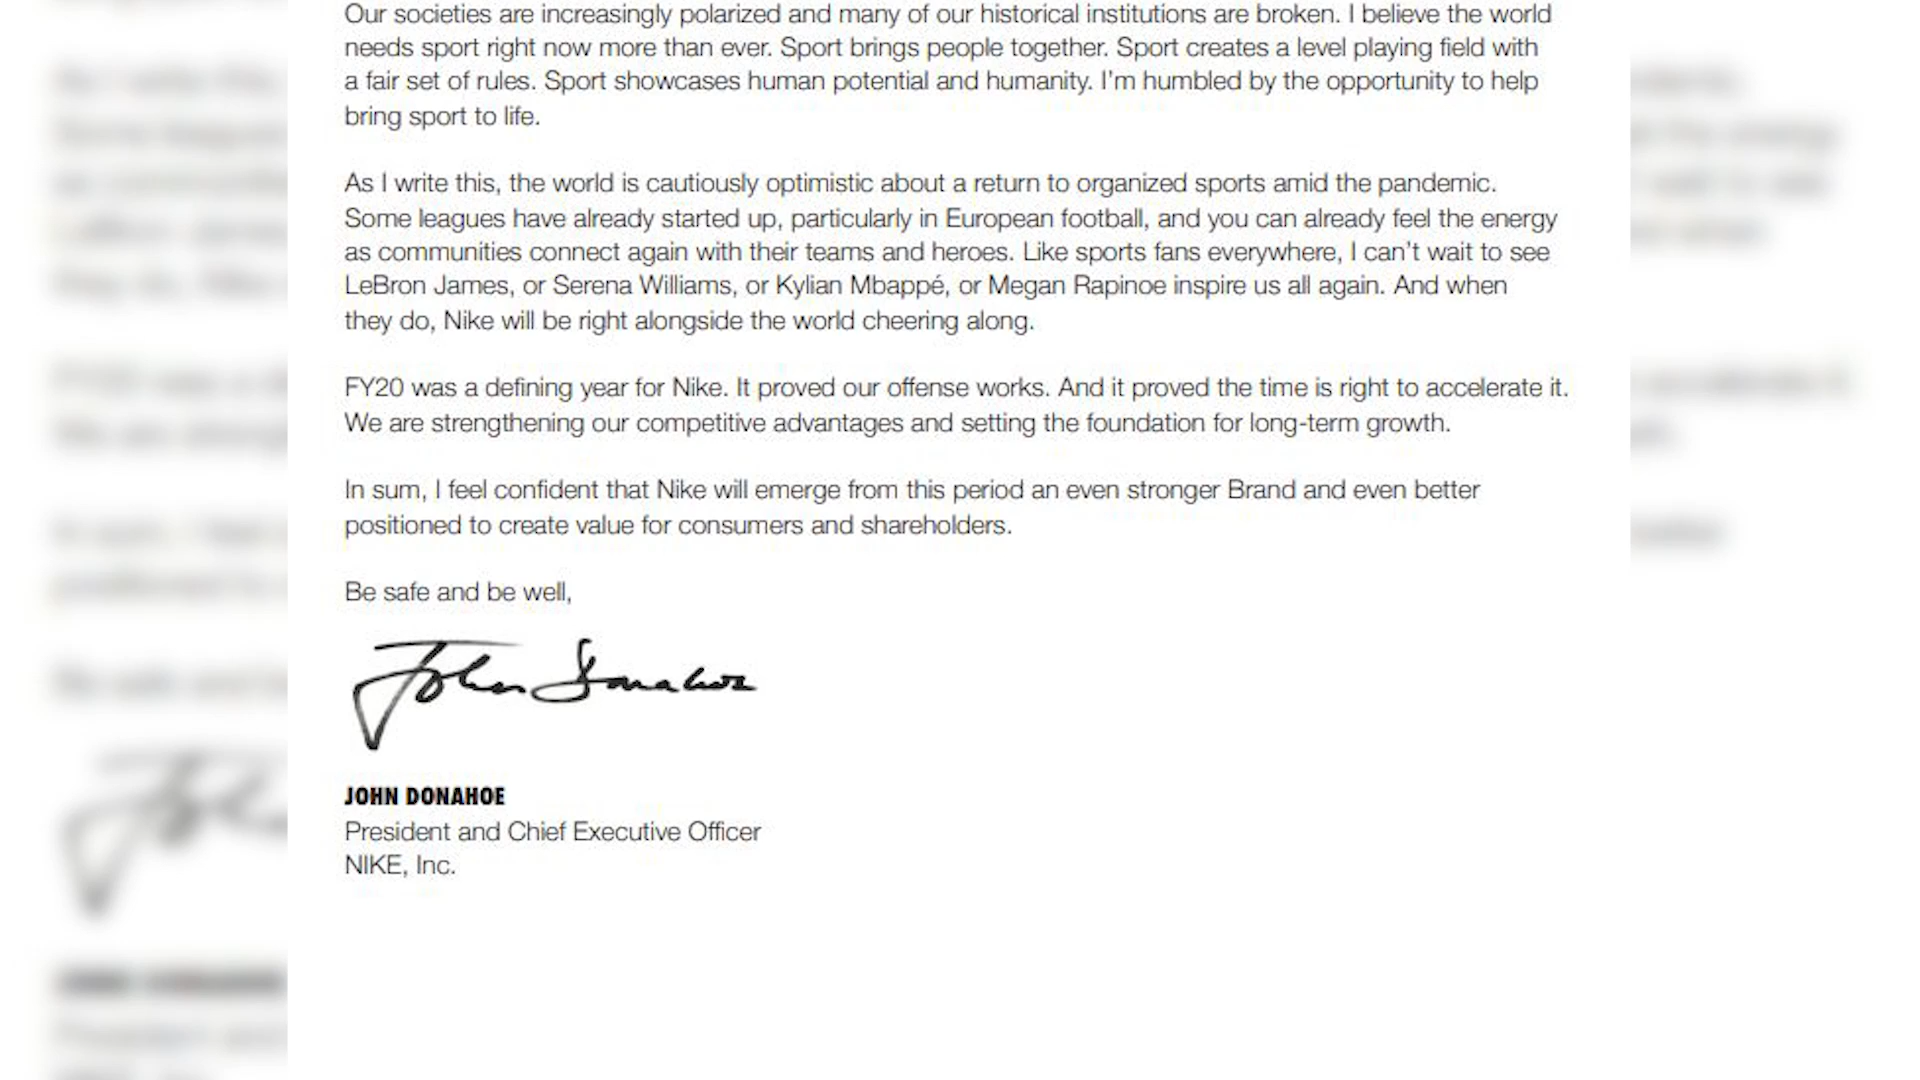 Our societies are increasingly polarized and many of our historical institutions are broken. I believe the world
needs sport right now more than ever. Sport brings people together. Sport creates a level playing field with
a fair set of rules. Sport showcases human potential and humanity. I'm humbled by the opportunity to help
bring sport to life.
As I write this, the world is cautiously optimistic about a return to organized sports amid the pandemic.
Some leagues have already started up, particularly in European football, and you can already feel the energy
as communities connect again with their teams and heroes. Like sports fans everywhere, I can’t wait to see
LeBron James, or Serena Williams, or Kylian Mbappé, or Megan Rapinoe inspire us all again. And when
they do, Nike will be right alongside the world cheering along.
FY20 was a defining year for Nike. It proved our offense works. And it proved the time is right to accelerate it.
We are strengthening our competitive advantages and setting the foundation for long-term growth.
In sum, I feel confident that Nike will emerge from this period an even stronger Brand and even better
positioned to create value for consumers and shareholders.
Be safe and be well,
John Donahoe
JOHN DONAHOE
President and Chief Executive Officer
NIKE, Inc.